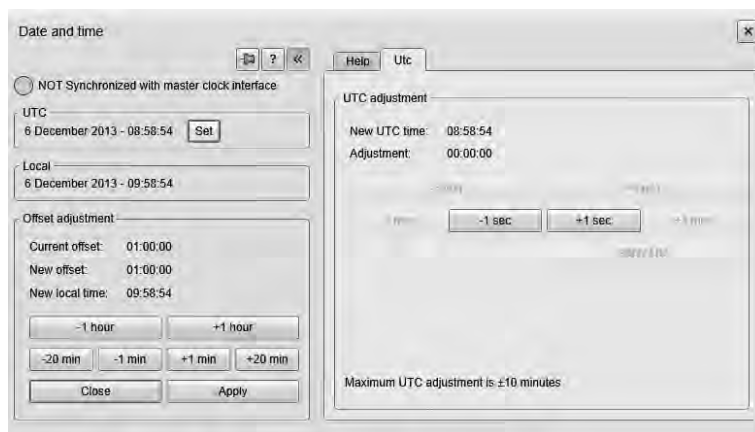 Date and time
? «
NOT Synchronized with master clock interface
UTC
6 December 2013 - 08:58:54 Set
Local
6 December 2013 - 09:58:54
Offset adjustment
Current offset: 01:00:00
New offset: 01:00:00
New local time: 09:58:54
-1 hour +1 hour
-20 min -1 min +1 min +20 min
Close Apply
Help Utc
UTC adjustment
New UTC time: 08:58:54
Adjustment: 00:00:00
-1 sec +1 sec
Maximum UTC adjustment is ±10 minutes